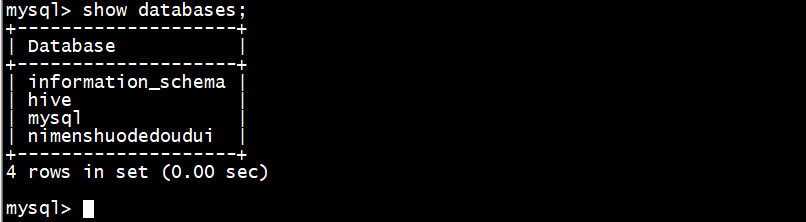 mysql> show databases;
+--------------------+
| Database           |
+--------------------+
| information_schema |
| hive               |
| mysql              |
| nimenshuodedoudui  |
+--------------------+
4 rows in set (0.00 sec)
mysql>